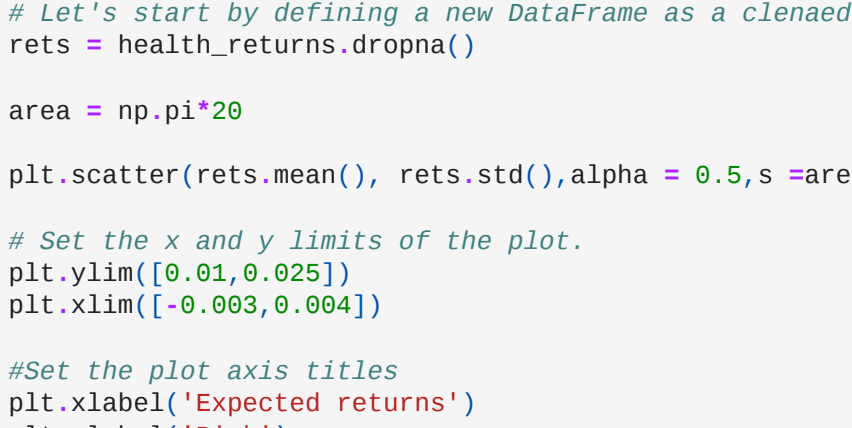 # Let's start by defining a new DataFrame as a clenaed
rets = health_returns.dropna()
area = np.pi*20
plt.scatter(rets.mean(), rets.std(),alpha = 0.5,s =are
# Set the x and y limits of the plot.
plt.ylim([0.01,0.025])
plt.xlim([-0.003,0.004])
#Set the plot axis titles
plt.xlabel('Expected returns')